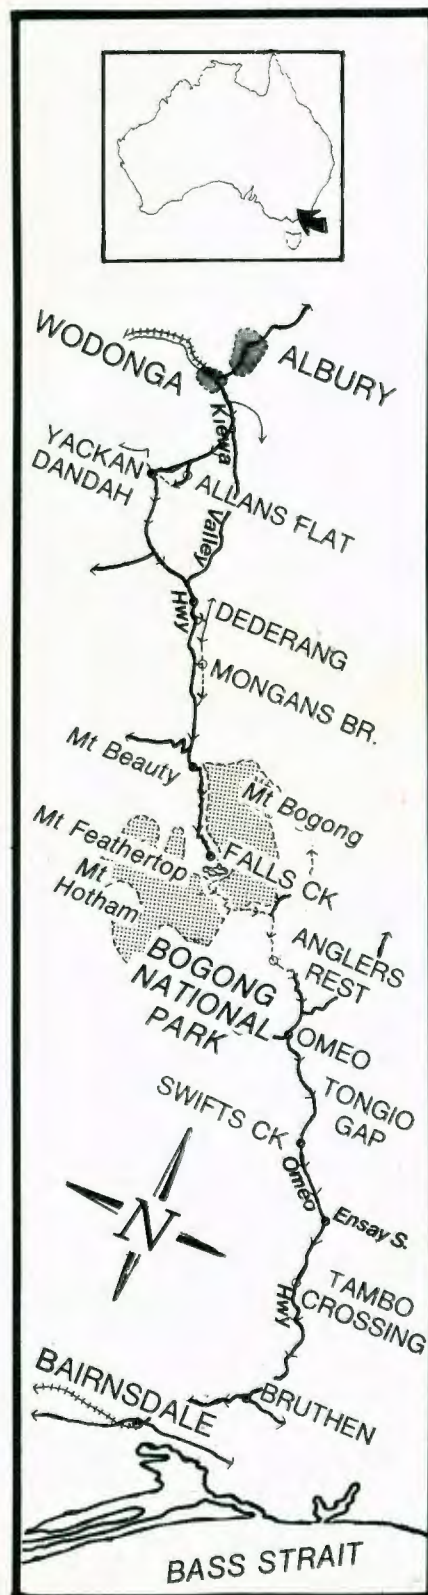 WODONGA
ALBURY
Kiewa
YACKAN
DANDAH
ALLANS FLAT
Valley
Hwy
DEDERANG
MONGANS BR.
Mt Beauty
Mt Bogong
Mt Feathertop
FALLS CK
Mt
Hotham
ANGLERS
REST
BOGONG
NATIONAL
PARK
OMEO
TONGIO
GAP
SWIFTS CK
Omeo
Ensay S.
N
TAMBO
CROSSING
Hwy
BAIRNSDALE
BRUTHEN
BASS STRAIT